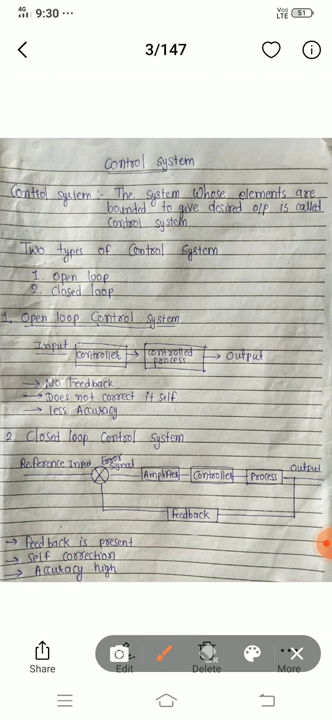 4G 9:30 ••• Vo) LTE 51
3/147
Control system
Control system :- The system whose elements are
bounded to give desired o/p is called
Control system
Two types of Control system
1. Open loop
2. Closed loop
1. Open loop Control System
Input Controller Controlled process Output
→ No Feedback
→ Does not correct it self
→ less Accuracy
2. Closed loop Control System
Reference Input Error signal Amplifier Controller Process Output
Feedback
→ feedback is present
→ Self correction
→ Accuracy high
Share Edit Delete More